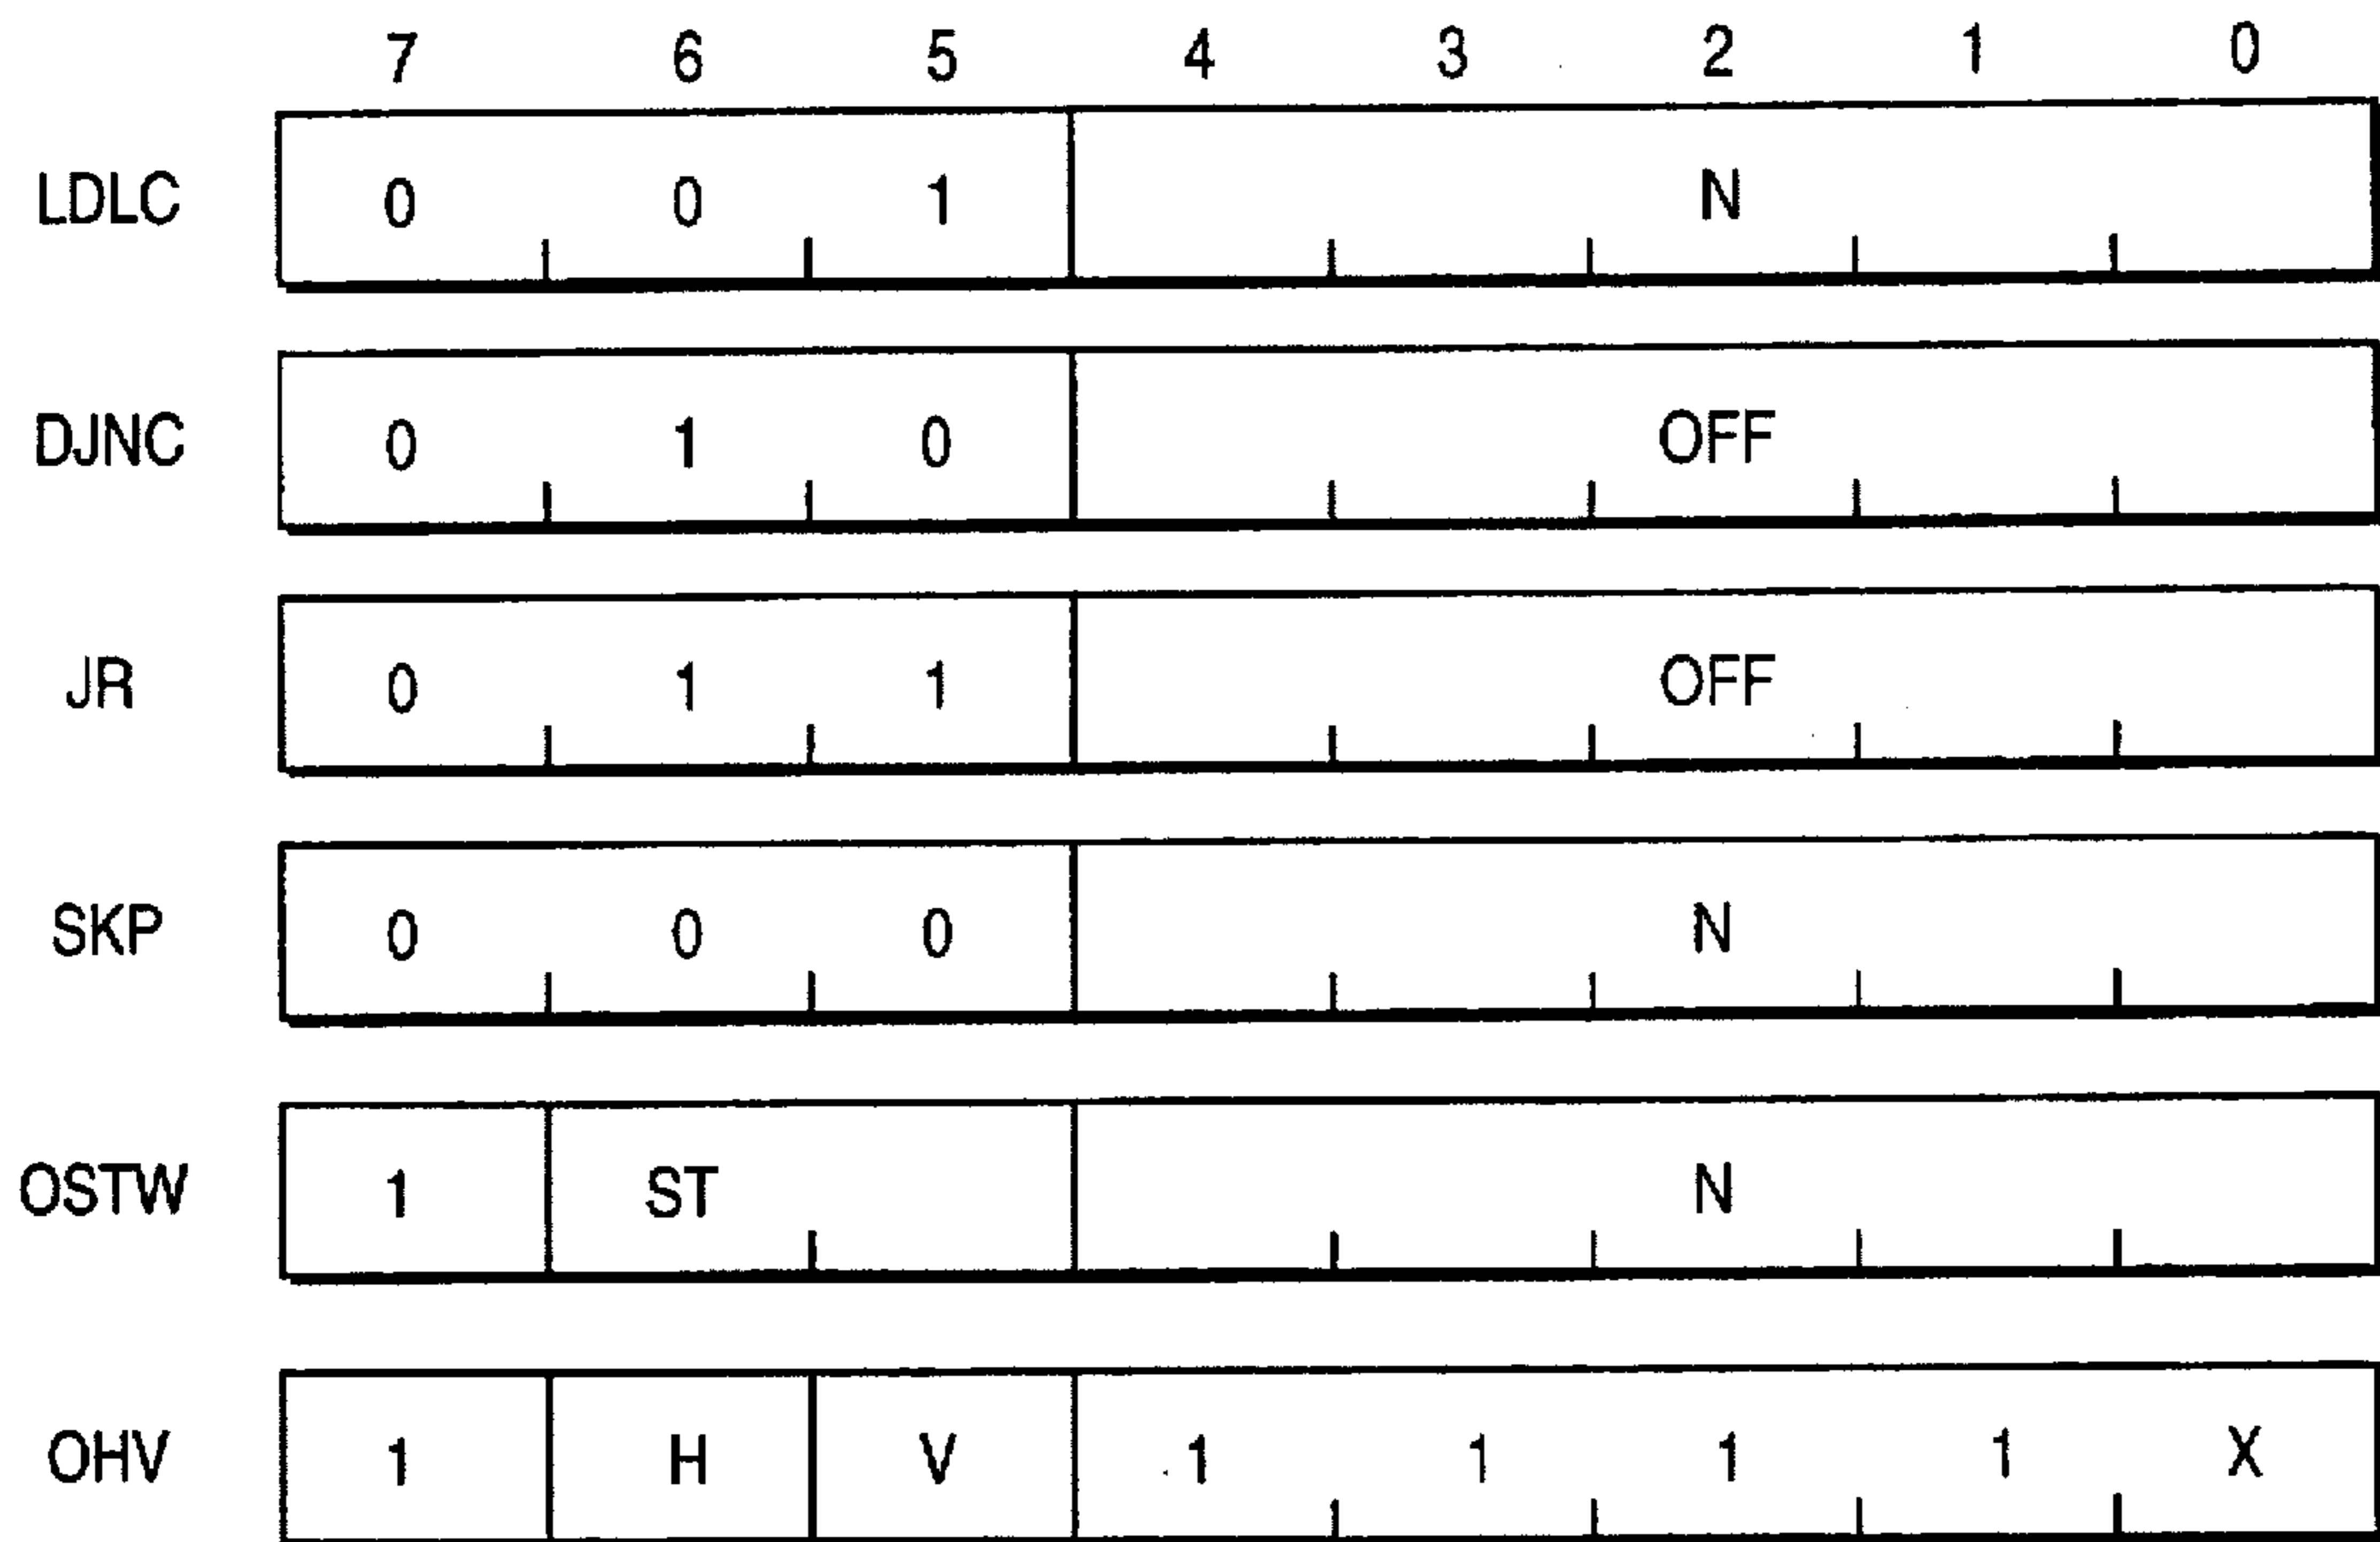 7 6 5 4 3 2 1 0
LDLC 0 0 1 N
DJNC 0 1 0 OFF
JR 0 1 1 OFF
SKP 0 0 0 N
OSTW 1 ST N
OHV 1 H V 1 1 1 1 X